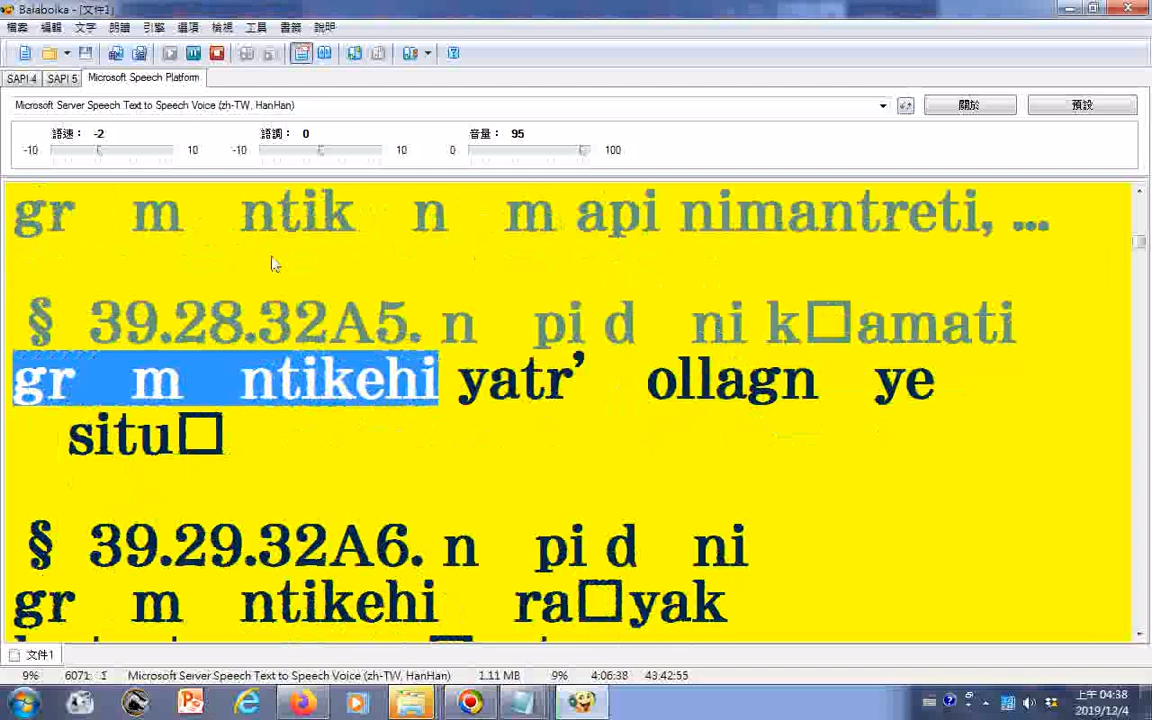 Balabolka - [文件1]
檔案 編輯 文字 朗讀 引擎 選項 檢視 工具 書籤 說明
SAPI 4 SAPI 5 Microsoft Speech Platform
Microsoft Server Speech Text to Speech Voice (zh-TW, HanHan) 關於 預設
語速： -2 語調： 0 音量： 95
-10 10 -10 10 0 100
gr m ntik n m api nimantreti, ...
§ 39.28.32A5. n pi d ni k□amati
gr m ntikehi yatr’ ollagn ye
situ□
§ 39.29.32A6. n pi d ni
gr m ntikehi ra□yak
文件1
9% 6071: 1 Microsoft Server Speech Text to Speech Voice (zh-TW, HanHan) 1.11 MB 9% 4:06:38 43:42:55
上午 04:38
2019/12/4